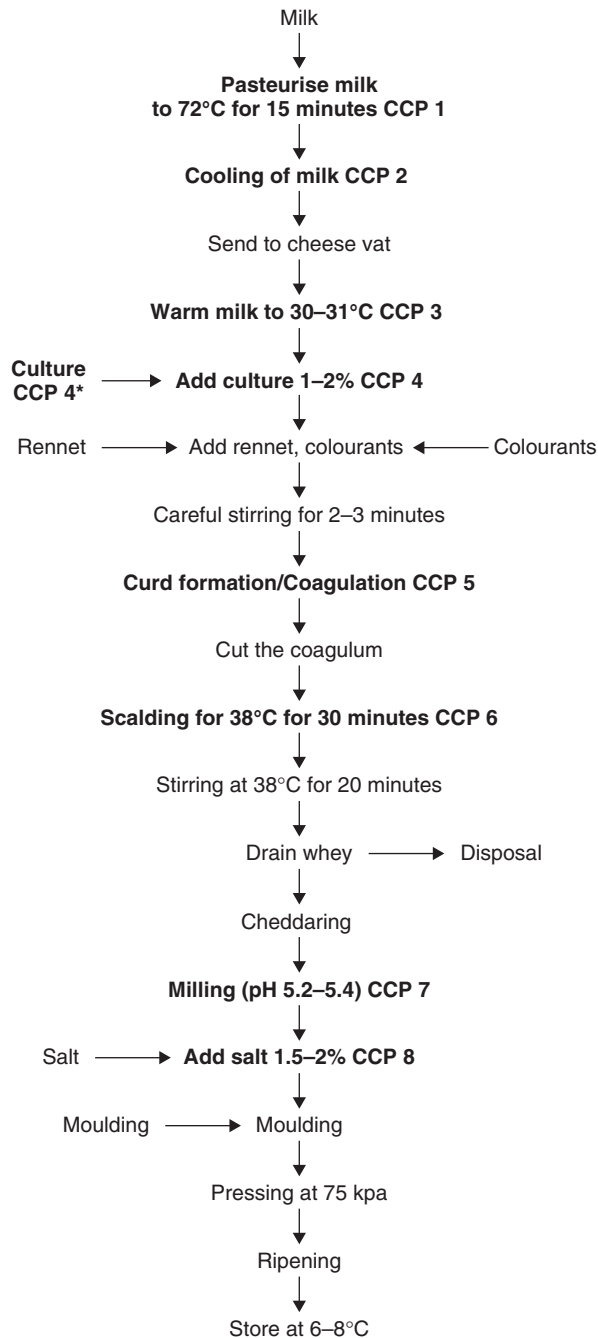 Milk
Pasteurise milk
to 72°C for 15 minutes CCP 1
Cooling of milk CCP 2
Send to cheese vat
Warm milk to 30–31°C CCP 3
Culture
CCP 4*
Add culture 1–2% CCP 4
Rennet
Add rennet, colourants
Colourants
Careful stirring for 2–3 minutes
Curd formation/Coagulation CCP 5
Cut the coagulum
Scalding for 38°C for 30 minutes CCP 6
Stirring at 38°C for 20 minutes
Drain whey
Disposal
Cheddaring
Milling (pH 5.2–5.4) CCP 7
Salt
Add salt 1.5–2% CCP 8
Moulding
Moulding
Pressing at 75 kpa
Ripening
Store at 6–8°C